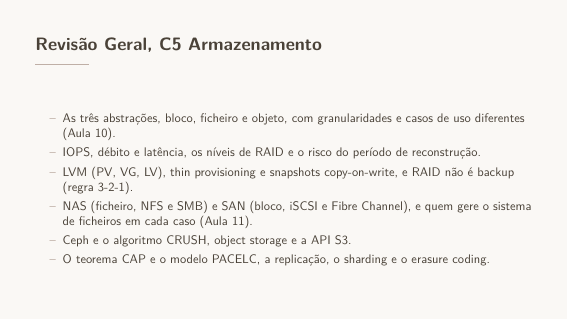 Revisão Geral, C5 Armazenamento
– As três abstrações, bloco, ficheiro e objeto, com granularidades e casos de uso diferentes
(Aula 10).
– IOPS, débito e latência, os níveis de RAID e o risco do período de reconstrução.
– LVM (PV, VG, LV), thin provisioning e snapshots copy-on-write, e RAID não é backup
(regra 3-2-1).
– NAS (ficheiro, NFS e SMB) e SAN (bloco, iSCSI e Fibre Channel), e quem gere o sistema
de ficheiros em cada caso (Aula 11).
– Ceph e o algoritmo CRUSH, object storage e a API S3.
– O teorema CAP e o modelo PACELC, a replicação, o sharding e o erasure coding.